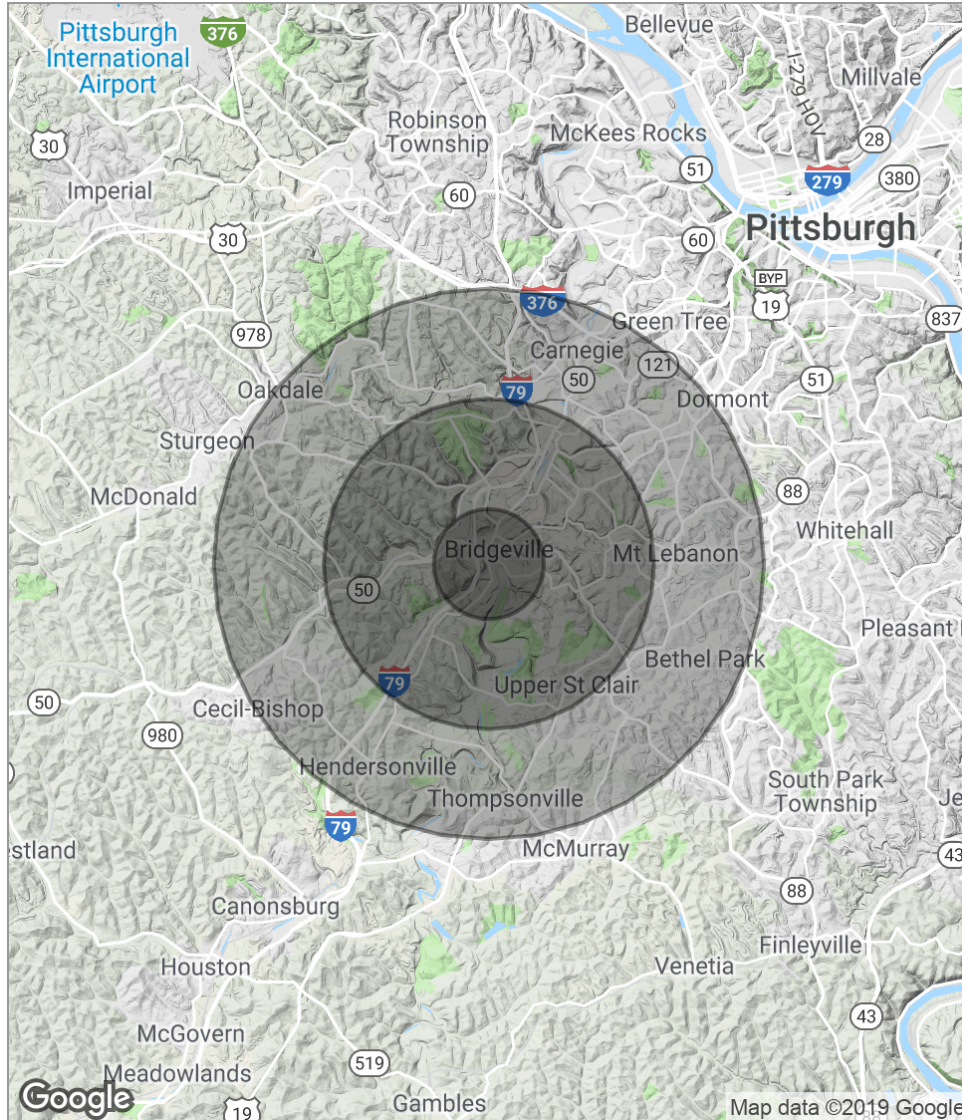 Bellevue
Pittsburgh
International
Airport
376
I-279 HOV
Millvale
Robinson
Township
McKees Rocks
28
30
51
279
380
Imperial
60
Pittsburgh
30
60
BYP
19
376
837
978
Green Tree
Carnegie
121
79
50
51
Oakdale
Dormont
Sturgeon
McDonald
88
Whitehall
Bridgeville
Mt Lebanon
50
Pleasant
Bethel Park
79
Upper St Clair
50
Cecil-Bishop
980
Hendersonville
South Park
Township
Thompsonville
Je
79
McMurray
estland
43
88
Canonsburg
Finleyville
Houston
Venetia
43
McGovern
519
Meadowlands
Google
19
Gambles
Map data ©2019 Google